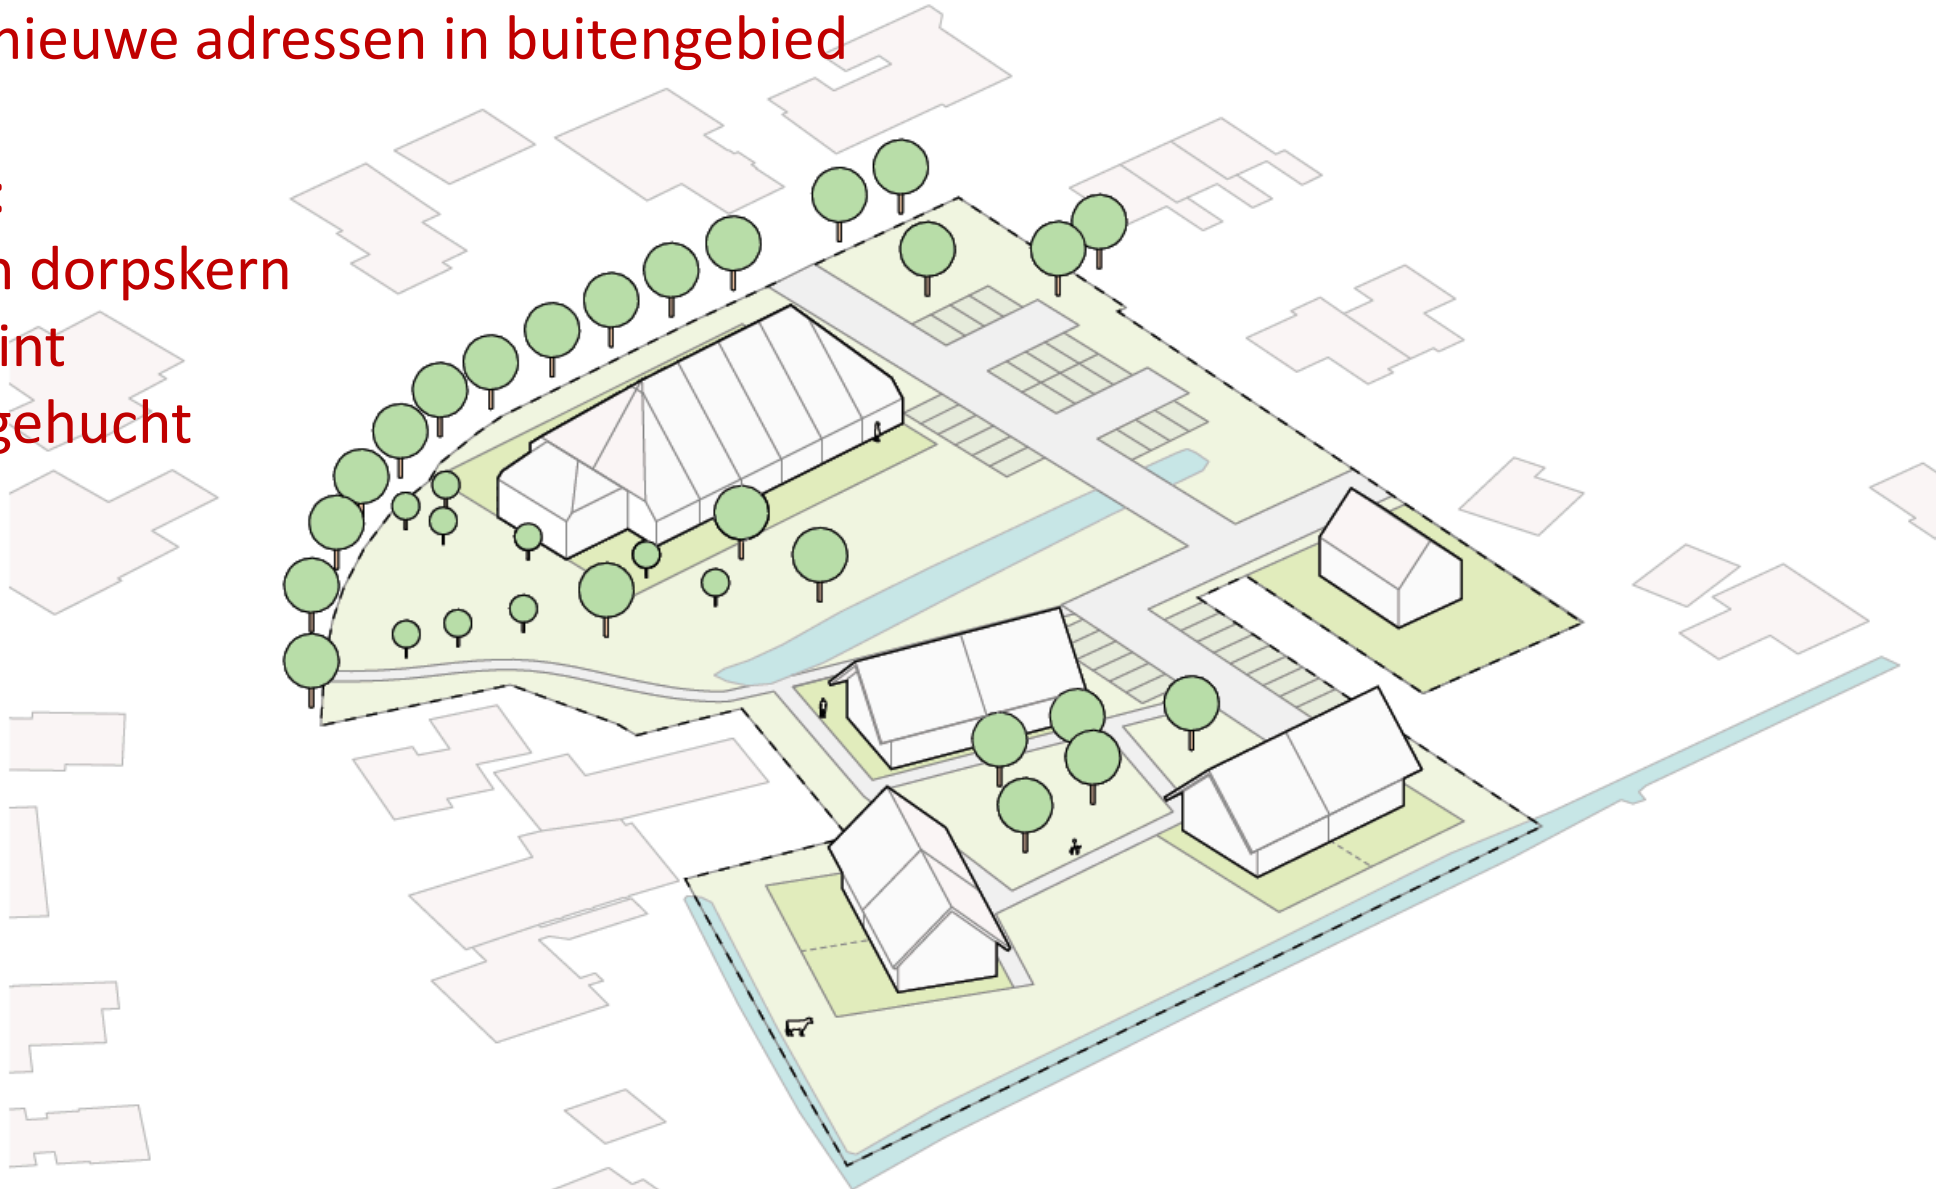 nieuwe adressen in buitengebied
:
dorpskern
int
gehucht